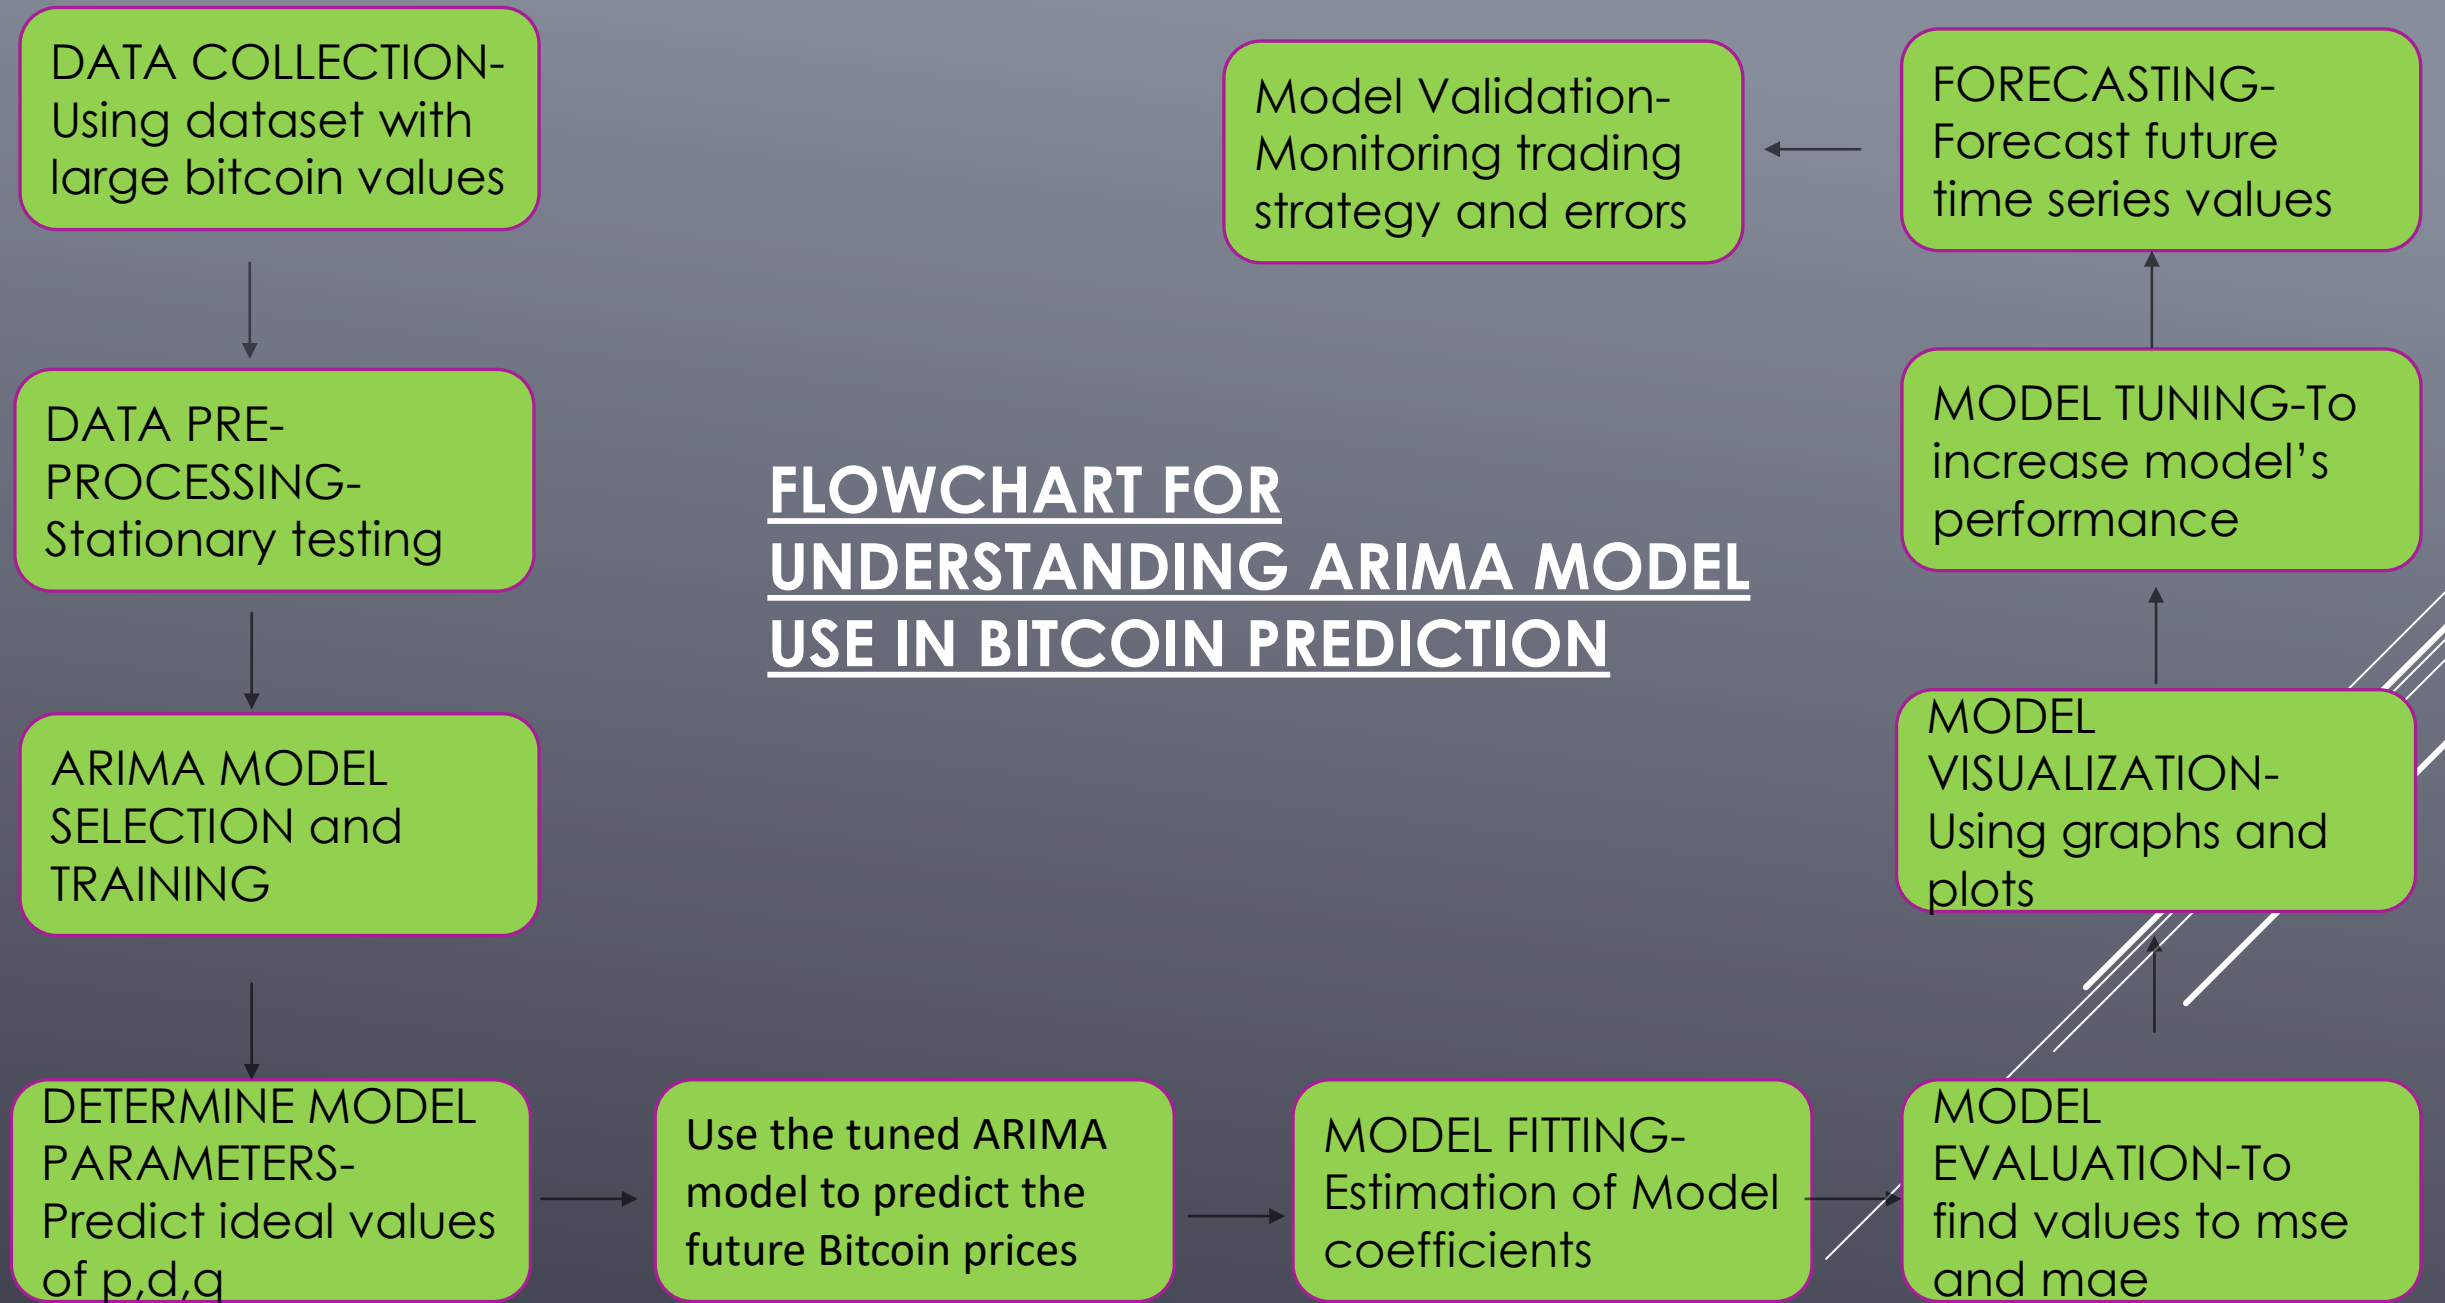 DATA COLLECTION-
Using dataset with
large bitcoin values
DATA PRE-
PROCESSING-
Stationary testing
ARIMA MODEL
SELECTION and
TRAINING
DETERMINE MODEL
PARAMETERS-
Predict ideal values
of p,d,q
Use the tuned ARIMA
model to predict the
future Bitcoin prices
MODEL FITTING-
Estimation of Model
coefficients
MODEL
EVALUATION-To
find values to mse
and mae
MODEL
VISUALIZATION-
Using graphs and
plots
MODEL TUNING-To
increase model’s
performance
FORECASTING-
Forecast future
time series values
Model Validation-
Monitoring trading
strategy and errors
FLOWCHART FOR
UNDERSTANDING ARIMA MODEL
USE IN BITCOIN PREDICTION